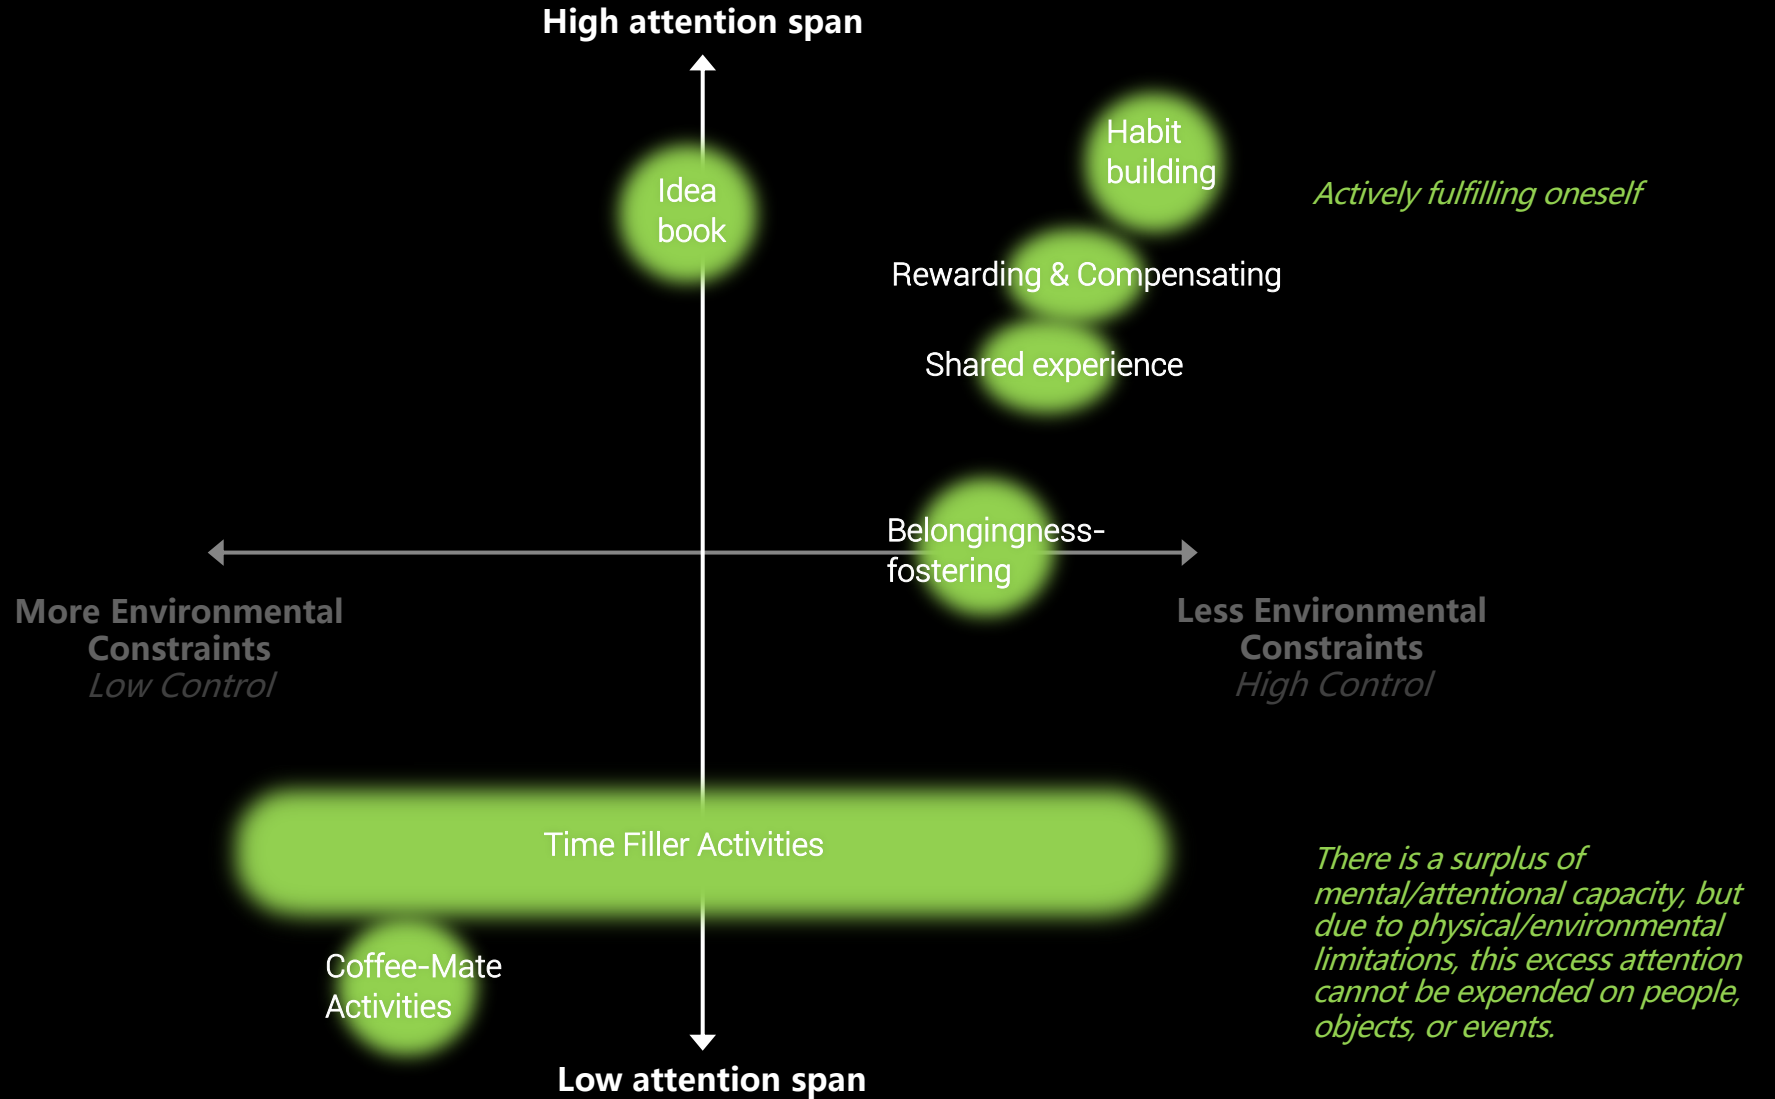 High attention span
Habit
building
Idea
book
Actively fulfilling oneself
Rewarding & Compensating
Shared experience
Belongingness-
fostering
More Environmental
Constraints
Low Control
Less Environmental
Constraints
High Control
Time Filler Activities
There is a surplus of
mental/attentional capacity, but
due to physical/environmental
limitations, this excess attention
cannot be expended on people,
objects, or events.
Coffee-Mate
Activities
Low attention span